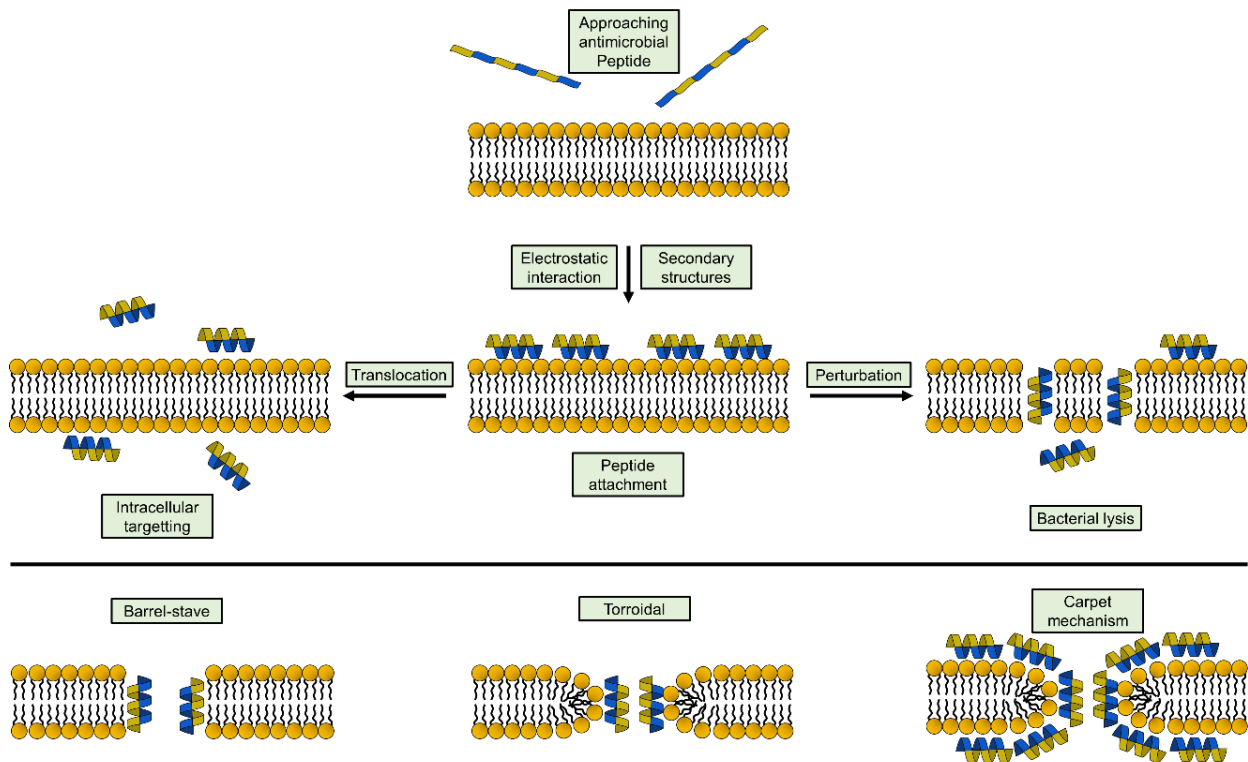 Approaching
antimicrobial
Peptide
Electrostatic
interaction
Secondary
structures
Translocation
Perturbation
Peptide
attachment
Intracellular
targetting
Bacterial lysis
Barrel-stave
Torroidal
Carpet
mechanism